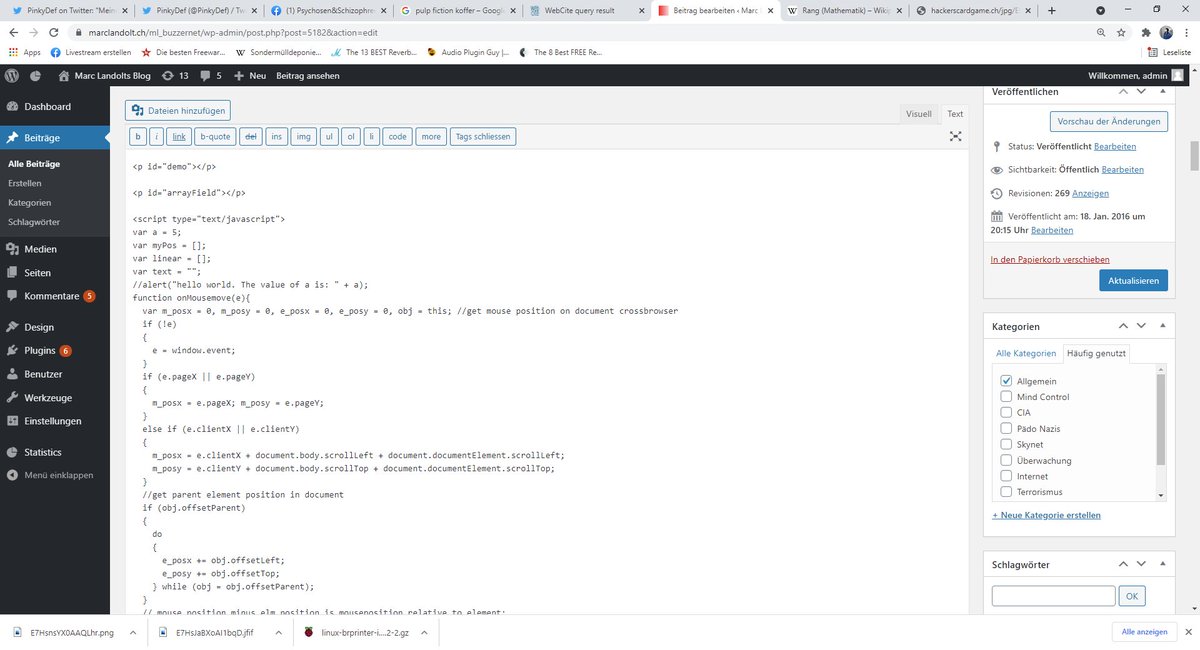 PinkyDef on Twitter: "Mein
PinkyDef (@PinkyDef) / Tw
(1) Psychosen&Schizophre
pulp fiction koffer – Google
WebCite query result
Beitrag bearbeiten ‹ Marc L
Rang (Mathematik) – Wiki
hackerscardgame.ch/jpg/E
marclandolt.ch/ml_buzzernet/wp-admin/post.php?post=5182&action=edit
Apps
Livestream erstellen
Die besten Freewar...
Sondermülldeponie...
The 13 BEST Reverb...
Audio Plugin Guy |...
The 8 Best FREE Re...
Leseliste
Marc Landolts Blog
13
5
Neu
Beitrag ansehen
Willkommen, admin
Dashboard
Beiträge
Alle Beiträge
Erstellen
Kategorien
Schlagwörter
Medien
Seiten
Kommentare 5
Design
Plugins 6
Benutzer
Werkzeuge
Einstellungen
Statistics
Menü einklappen
Dateien hinzufügen
Visuell
Text
b
i
link
b-quote
del
ins
img
ul
ol
li
code
more
Tags schliessen
<p id="demo"></p>
<p id="arrayField"></p>
<script type="text/javascript">
var a = 5;
var myPos = [];
var linear = [];
var text = "";
//alert("hello world. The value of a is: " + a);
function onMousemove(e){
var m_posx = 0, m_posy = 0, e_posx = 0, e_posy = 0, obj = this; //get mouse position on document crossbrowser
if (!e)
{
e = window.event;
}
if (e.pageX || e.pageY)
{
m_posx = e.pageX; m_posy = e.pageY;
}
else if (e.clientX || e.clientY)
{
m_posx = e.clientX + document.body.scrollLeft + document.documentElement.scrollLeft;
m_posy = e.clientY + document.body.scrollTop + document.documentElement.scrollTop;
}
//get parent element position in document
if (obj.offsetParent)
{
do
{
e_posx += obj.offsetLeft;
e_posy += obj.offsetTop;
} while (obj = obj.offsetParent);
}
// mouse position minus elm position is mouseposition relative to element:
Veröffentlichen
Vorschau der Änderungen
Status: Veröffentlicht Bearbeiten
Sichtbarkeit: Öffentlich Bearbeiten
Revisionen: 269 Anzeigen
Veröffentlicht am: 18. Jan. 2016 um
20:15 Uhr Bearbeiten
In den Papierkorb verschieben
Aktualisieren
Kategorien
Alle Kategorien
Häufig genutzt
Allgemein
Mind Control
CIA
Pädo Nazis
Skynet
Überwachung
Internet
Terrorismus
+ Neue Kategorie erstellen
Schlagwörter
OK
E7HsnsYX0AAQLhr.png
E7HsJaBXoAI1bqD.jfif
linux-brprinter-i....2-2.gz
Alle anzeigen